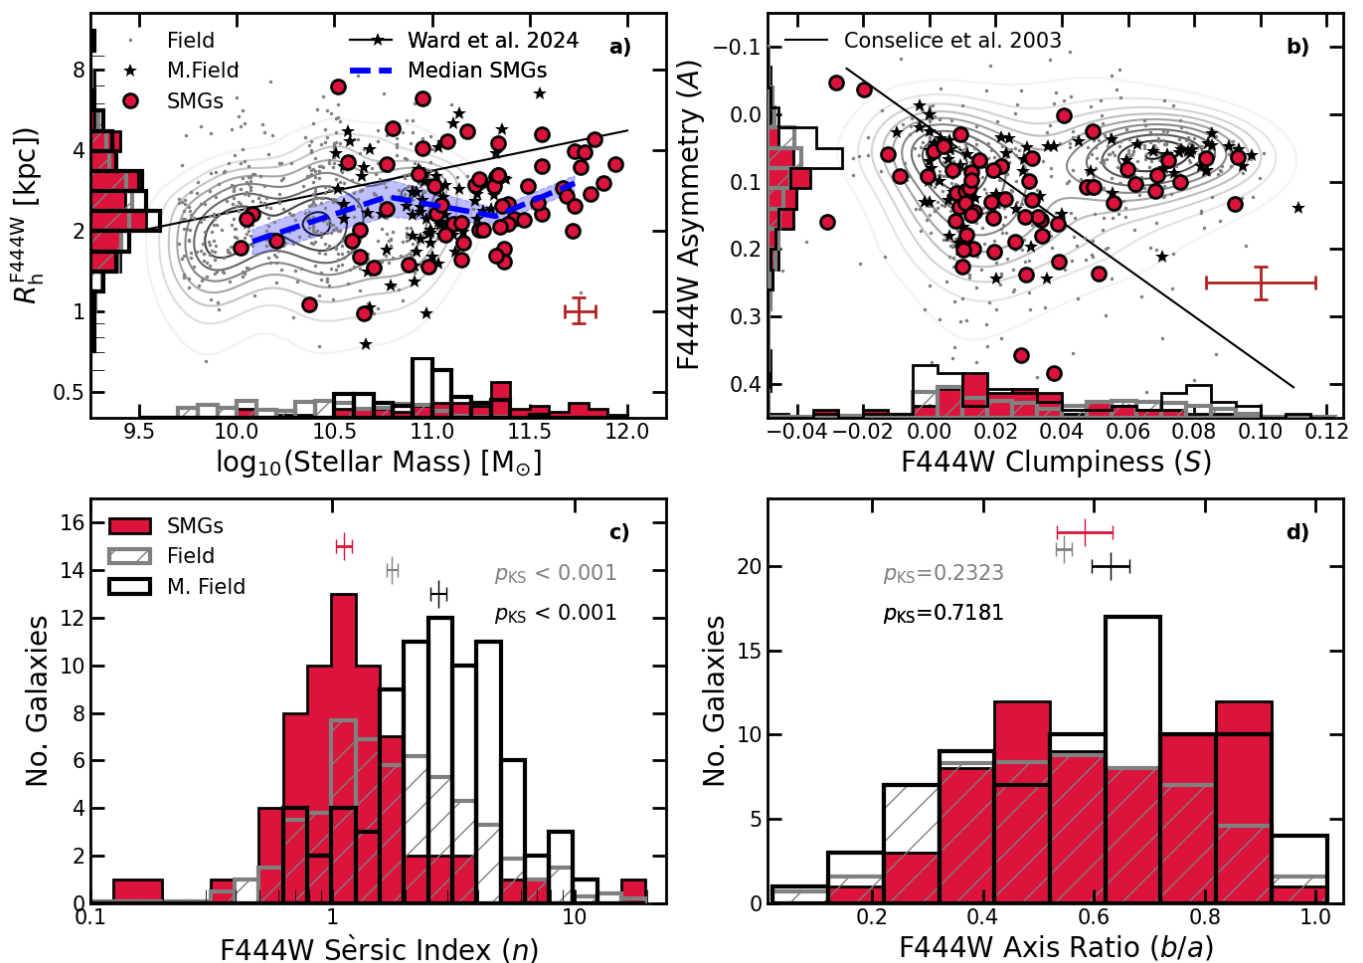 Field
M.Field
SMGs
Ward et al. 2024
Median SMGs
a)
8
4
2
1
0.5
R_h^F444W [kpc])
9.5 10.0 10.5 11.0 11.5 12.0
log10(Stellar Mass) [M⊙]
Conselice et al. 2003
b)
−0.1
0.0
0.1
0.2
0.3
0.4
F444W Asymmetry (A)
−0.04 −0.02 0.00 0.02 0.04 0.06 0.08 0.10 0.12
F444W Clumpiness (S)
SMGs
Field
M. Field
c)
pKS < 0.001
pKS < 0.001
16
14
12
10
8
6
4
2
0
No. Galaxies
0.1 1 10
F444W Sèrsic Index (n)
d)
pKS=0.2323
pKS=0.7181
20
15
10
5
0
No. Galaxies
0.2 0.4 0.6 0.8 1.0
F444W Axis Ratio (b/a)